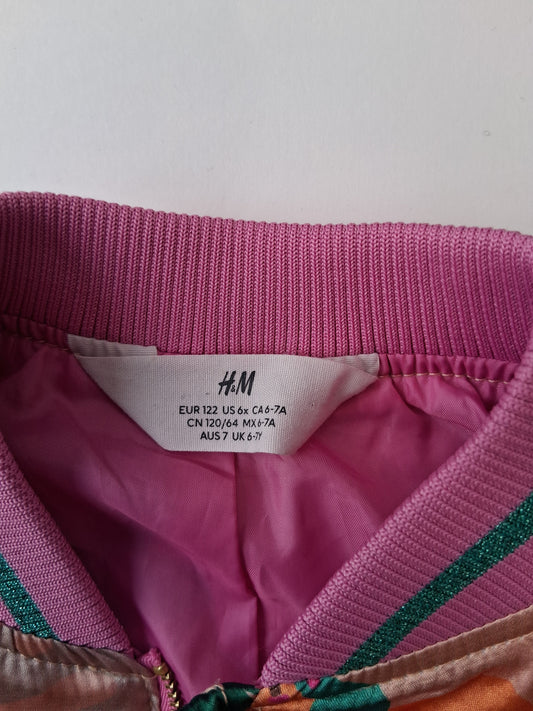 H&M
EUR 122 US 6x CA 6-7A
CN 120/64 MX 6-7A
AUS 7 UK 6-7Y